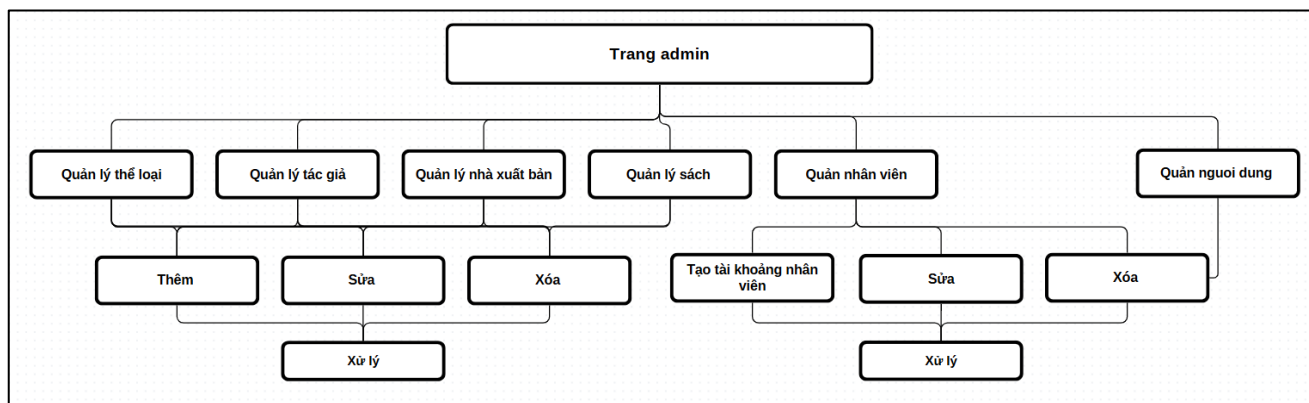 Trang admin
Quản lý thể loại
Quản lý tác giả
Quản lý nhà xuất bản
Quản lý sách
Quản nhân viên
Quản nguoi dung
Thêm
Sửa
Xóa
Tạo tài khoảng nhân
viên
Sửa
Xóa
Xử lý
Xử lý